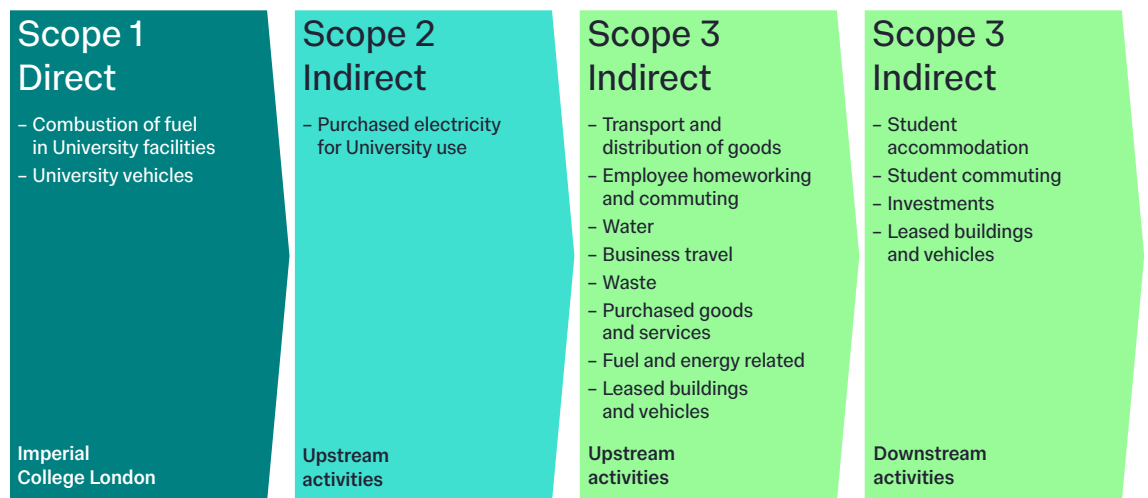 Scope 1
Direct
– Combustion of fuel
in University facilities
– University vehicles
Imperial
College London
Scope 2
Indirect
– Purchased electricity
for University use
Upstream
activities
Scope 3
Indirect
– Transport and
distribution of goods
– Employee homeworking
and commuting
– Water
– Business travel
– Waste
– Purchased goods
and services
– Fuel and energy related
– Leased buildings
and vehicles
Upstream
activities
Scope 3
Indirect
– Student
accommodation
– Student commuting
– Investments
– Leased buildings
and vehicles
Downstream
activities